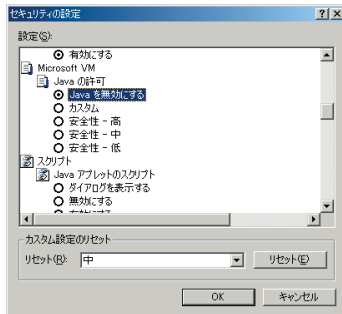 セキュリティの設定
設定(S):
有効にする
Microsoft VM
Java の許可
Java を無効にする
カスタム
安全性 - 高
安全性 - 中
安全性 - 低
スクリプト
Java アプレットのスクリプト
ダイアログを表示する
無効にする
有効にする
カスタム設定のリセット
リセット(R): 中 リセット(E)
OK キャンセル